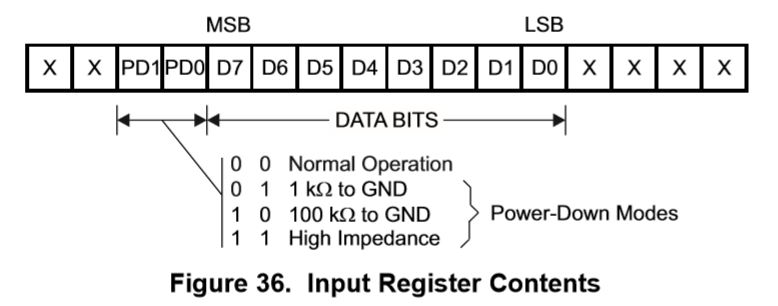 MSB LSB
X X PD1 PD0 D7 D6 D5 D4 D3 D2 D1 D0 X X X X
DATA BITS
0 0 Normal Operation
0 1 1 kΩ to GND
1 0 100 kΩ to GND
1 1 High Impedance
Power-Down Modes
Figure 36. Input Register Contents